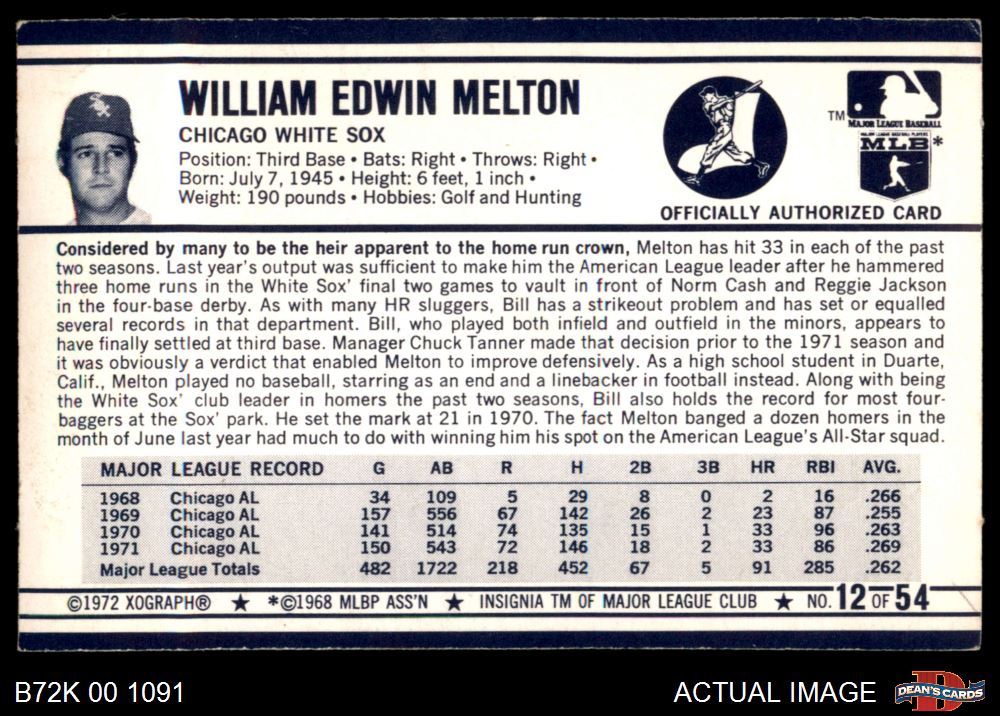 WILLIAM EDWIN MELTON
CHICAGO WHITE SOX
Position: Third Base • Bats: Right • Throws: Right •
Born: July 7, 1945 • Height: 6 feet, 1 inch •
Weight: 190 pounds • Hobbies: Golf and Hunting
SOX
TM
MAJOR LEAGUE BASEBALL
MAJOR LEAGUE BASEBALL PLAYERS
MLB*
OFFICIALLY AUTHORIZED CARD
Considered by many to be the heir apparent to the home run crown, Melton has hit 33 in each of the past
two seasons. Last year's output was sufficient to make him the American League leader after he hammered
three home runs in the White Sox' final two games to vault in front of Norm Cash and Reggie Jackson
in the four-base derby. As with many HR sluggers, Bill has a strikeout problem and has set or equalled
several records in that department. Bill, who played both infield and outfield in the minors, appears to
have finally settled at third base. Manager Chuck Tanner made that decision prior to the 1971 season and
it was obviously a verdict that enabled Melton to improve defensively. As a high school student in Duarte,
Calif., Melton played no baseball, starring as an end and a linebacker in football instead. Along with being
the White Sox' club leader in homers the past two seasons, Bill also holds the record for most four-
baggers at the Sox' park. He set the mark at 21 in 1970. The fact Melton banged a dozen homers in the
month of June last year had much to do with winning him his spot on the American League's All-Star squad.
MAJOR LEAGUE RECORD G AB R H 2B 3B HR RBI AVG.
1968 Chicago AL 34 109 5 29 8 0 2 16 .266
1969 Chicago AL 157 556 67 142 26 2 23 87 .255
1970 Chicago AL 141 514 74 135 15 1 33 96 .263
1971 Chicago AL 150 543 72 146 18 2 33 86 .269
Major League Totals 482 1722 218 452 67 5 91 285 .262
©1972 XOGRAPH® ★ *©1968 MLBP ASS'N ★ INSIGNIA TM OF MAJOR LEAGUE CLUB ★ NO. 12 OF 54
B72K 00 1091
ACTUAL IMAGE
D
DEAN'S CARDS